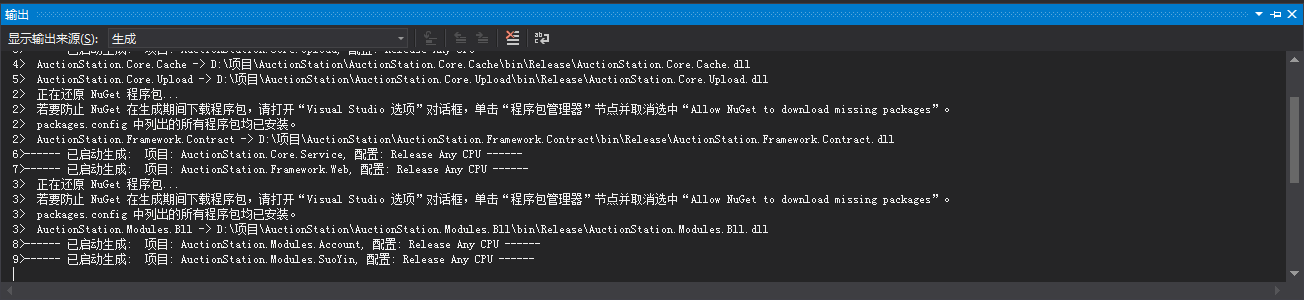 输出
显示输出来源(S): 生成
4>  AuctionStation.Core.Cache -> D:\项目\AuctionStation\AuctionStation.Core.Cache\bin\Release\AuctionStation.Core.Cache.dll
5>  AuctionStation.Core.Upload -> D:\项目\AuctionStation\AuctionStation.Core.Upload\bin\Release\AuctionStation.Core.Upload.dll
2>  正在还原 NuGet 程序包...
2>  若要防止 NuGet 在生成期间下载程序包，请打开“Visual Studio 选项”对话框，单击“程序包管理器”节点并取消选中“Allow NuGet to download missing packages”。
2>  packages.config 中列出的所有程序包均已安装。
2>  AuctionStation.Framework.Contract -> D:\项目\AuctionStation\AuctionStation.Framework.Contract\bin\Release\AuctionStation.Framework.Contract.dll
6>------ 已启动生成:  项目: AuctionStation.Core.Service, 配置: Release Any CPU ------
7>------ 已启动生成:  项目: AuctionStation.Framework.Web, 配置: Release Any CPU ------
3>  正在还原 NuGet 程序包...
3>  若要防止 NuGet 在生成期间下载程序包，请打开“Visual Studio 选项”对话框，单击“程序包管理器”节点并取消选中“Allow NuGet to download missing packages”。
3>  packages.config 中列出的所有程序包均已安装。
3>  AuctionStation.Modules.Bll -> D:\项目\AuctionStation\AuctionStation.Modules.Bll\bin\Release\AuctionStation.Modules.Bll.dll
8>------ 已启动生成:  项目: AuctionStation.Modules.Account, 配置: Release Any CPU ------
9>------ 已启动生成:  项目: AuctionStation.Modules.SuoYin, 配置: Release Any CPU ------